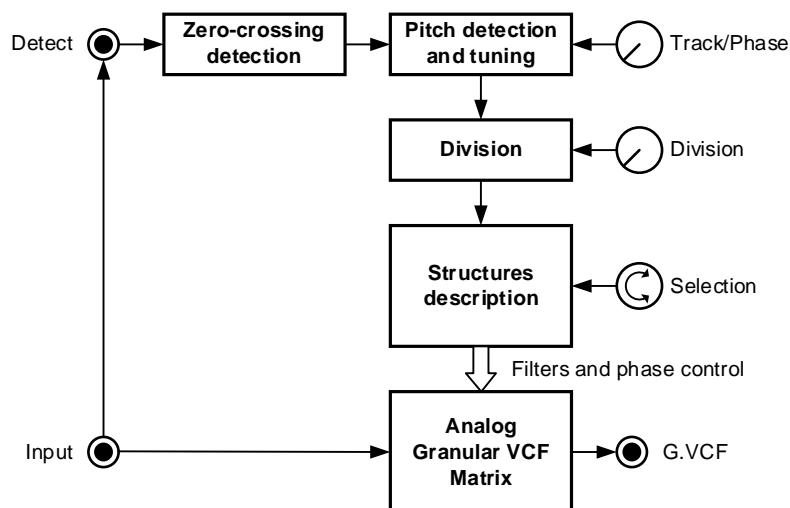 Detect
Zero-crossing
detection
Pitch detection
and tuning
Track/Phase
Division
Division
Structures
description
Selection
Filters and phase control
Input
Analog
Granular VCF
Matrix
G.VCF